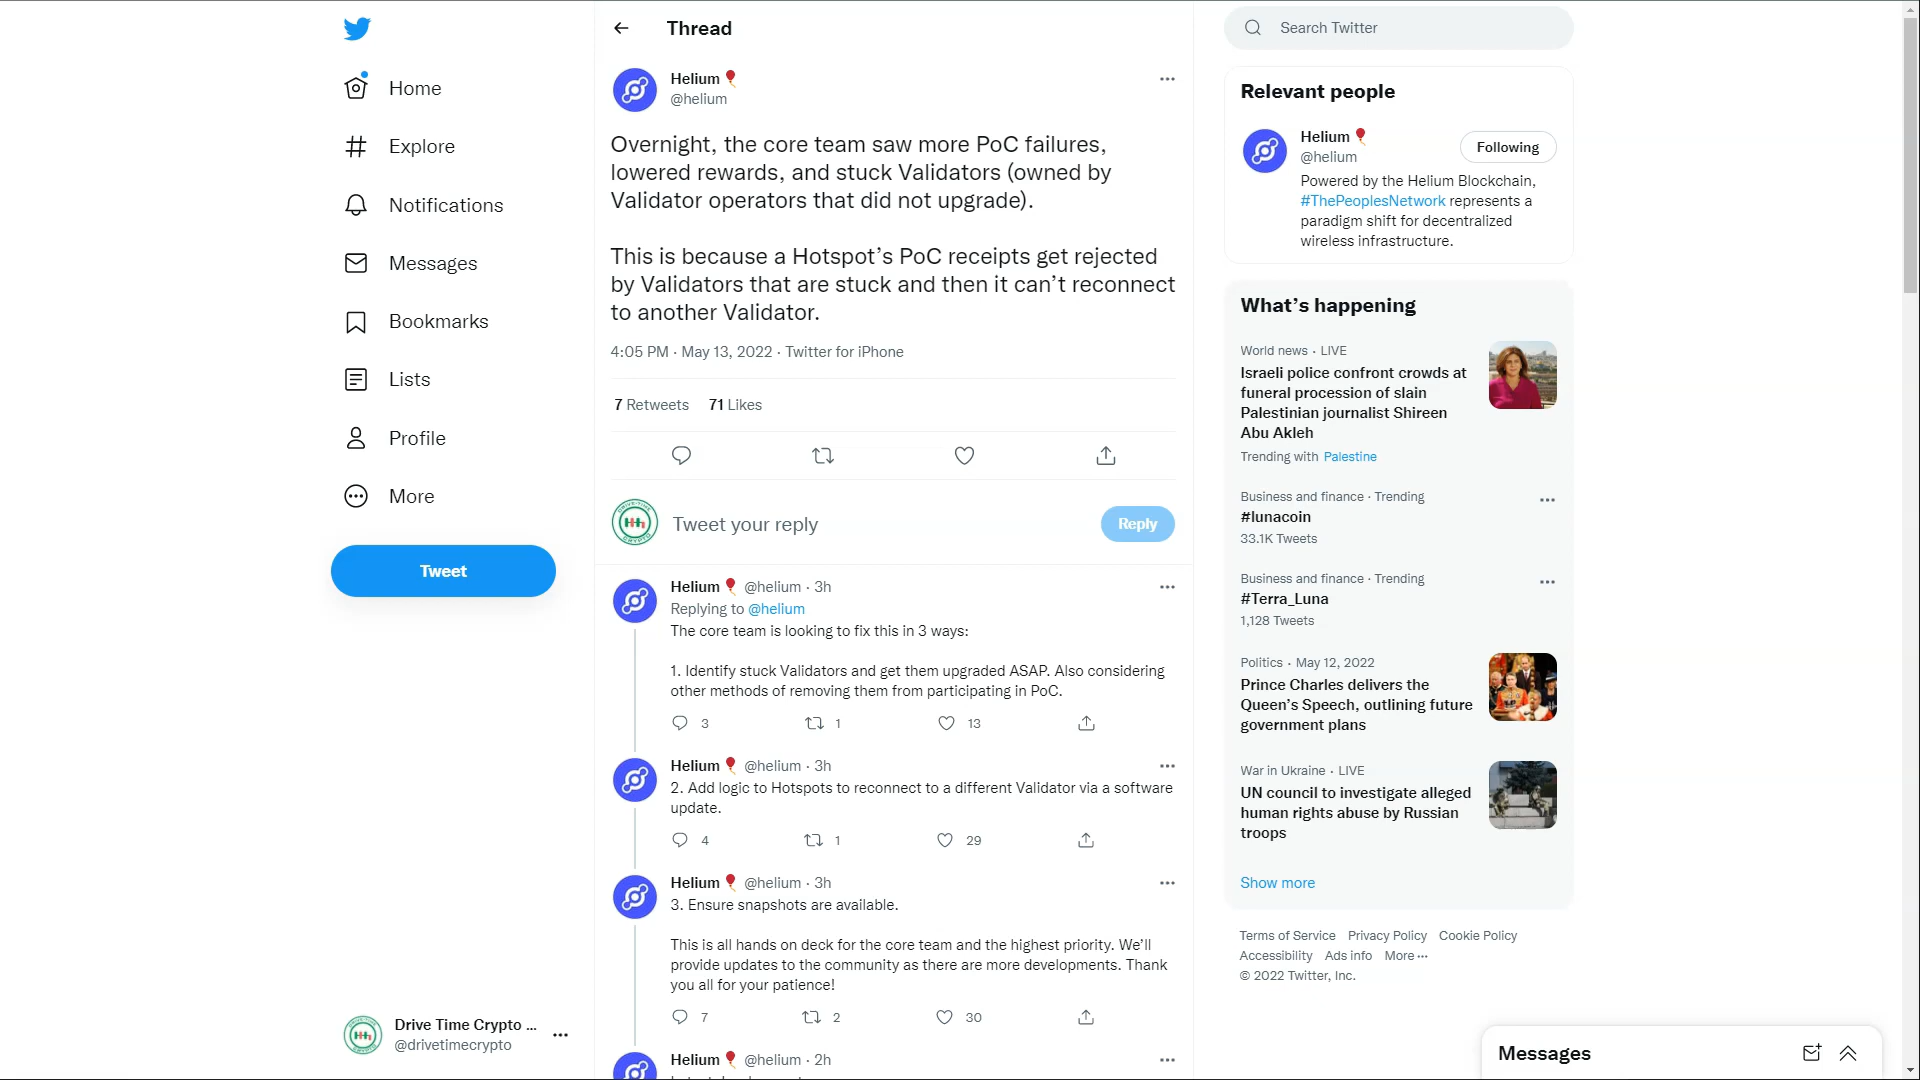 Home
Explore
Notifications
Messages
Bookmarks
Lists
Profile
More
Tweet
Drive Time Crypto ...
@drivetimecrypto
Thread
Helium
@helium
Overnight, the core team saw more PoC failures,
lowered rewards, and stuck Validators (owned by
Validator operators that did not upgrade).
This is because a Hotspot’s PoC receipts get rejected
by Validators that are stuck and then it can’t reconnect
to another Validator.
4:05 PM · May 13, 2022 · Twitter for iPhone
7 Retweets 71 Likes
Tweet your reply
Reply
Helium @helium · 3h
Replying to @helium
The core team is looking to fix this in 3 ways:
1. Identify stuck Validators and get them upgraded ASAP. Also considering
other methods of removing them from participating in PoC.
3 1 13
Helium @helium · 3h
2. Add logic to Hotspots to reconnect to a different Validator via a software
update.
4 1 29
Helium @helium · 3h
3. Ensure snapshots are available.
This is all hands on deck for the core team and the highest priority. We’ll
provide updates to the community as there are more developments. Thank
you all for your patience!
7 2 30
Helium @helium · 2h
Search Twitter
Relevant people
Helium
@helium
Following
Powered by the Helium Blockchain,
#ThePeoplesNetwork represents a
paradigm shift for decentralized
wireless infrastructure.
What’s happening
World news · LIVE
Israeli police confront crowds at
funeral procession of slain
Palestinian journalist Shireen
Abu Akleh
Trending with Palestine
Business and finance · Trending
#lunacoin
33.1K Tweets
Business and finance · Trending
#Terra_Luna
1,128 Tweets
Politics · May 12, 2022
Prince Charles delivers the
Queen’s Speech, outlining future
government plans
War in Ukraine · LIVE
UN council to investigate alleged
human rights abuse by Russian
troops
Show more
Terms of Service Privacy Policy Cookie Policy
Accessibility Ads info More ···
© 2022 Twitter, Inc.
Messages